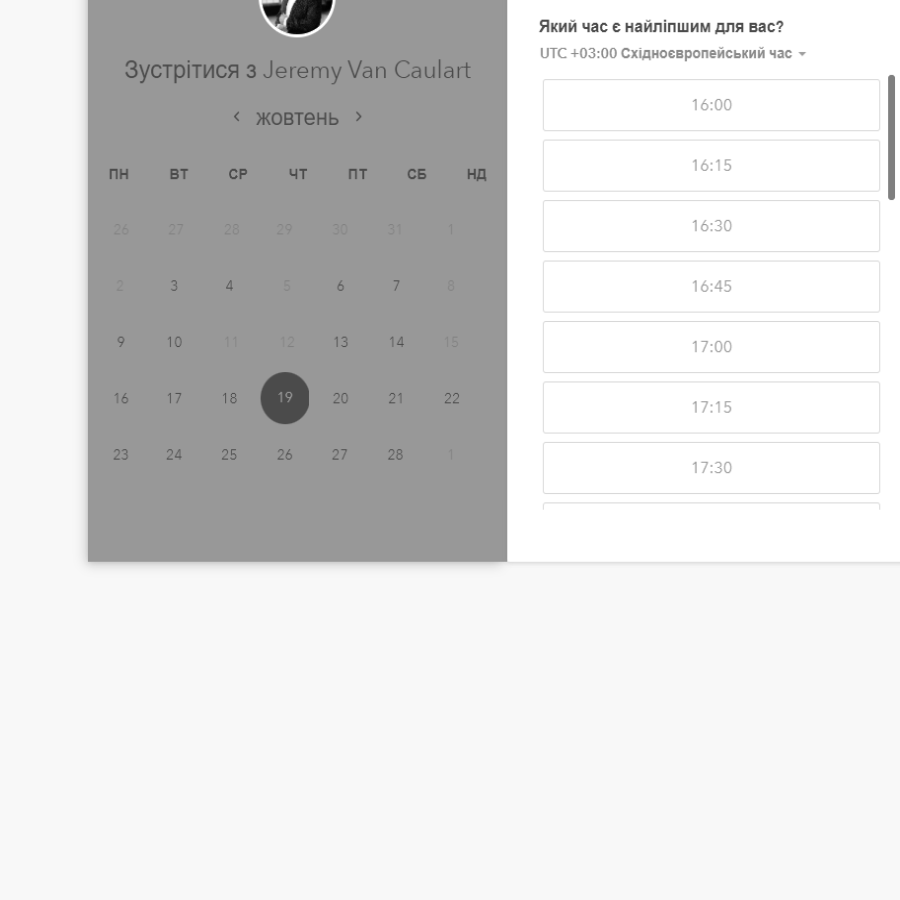 Зустрітися з Jeremy Van Caulart
‹ жовтень ›
ПН ВТ СР ЧТ ПТ СБ НД
26 27 28 29 30 31 1
2 3 4 5 6 7 8
9 10 11 12 13 14 15
16 17 18 19 20 21 22
23 24 25 26 27 28 1
Який час є найліпшим для вас?
UTC +03:00 Східноєвропейський час
16:00
16:15
16:30
16:45
17:00
17:15
17:30